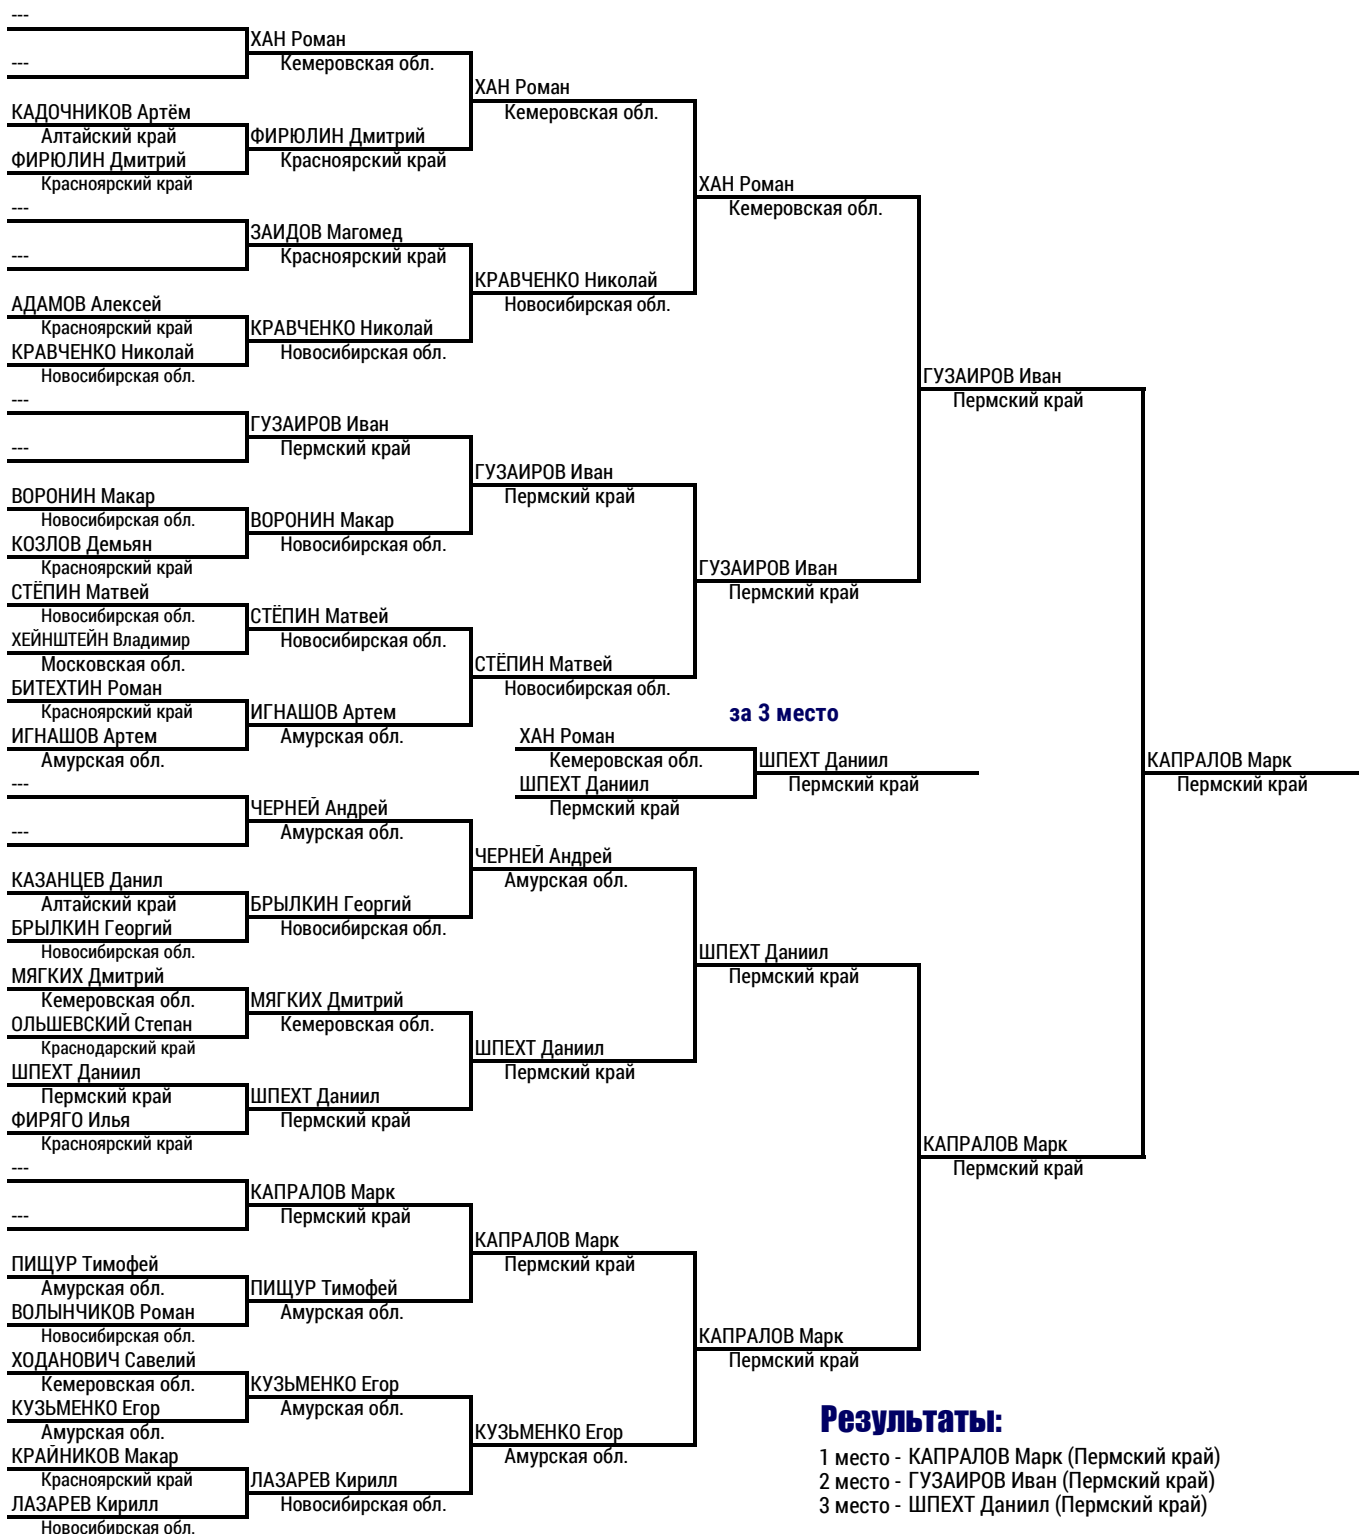 ---
ХАН Роман
---
Кемеровская обл.
ХАН Роман
КАДОЧНИКОВ Артём
Кемеровская обл.
Алтайский край
ФИРЮЛИН Дмитрий
ФИРЮЛИН Дмитрий
Красноярский край
Красноярский край
ХАН Роман
---
Кемеровская обл.
ЗАИДОВ Магомед
---
Красноярский край
КРАВЧЕНКО Николай
АДАМОВ Алексей
Новосибирская обл.
Красноярский край
КРАВЧЕНКО Николай
КРАВЧЕНКО Николай
Новосибирская обл.
Новосибирская обл.
ГУЗАИРОВ Иван
---
Пермский край
ГУЗАИРОВ Иван
---
Пермский край
ГУЗАИРОВ Иван
ВОРОНИН Макар
Пермский край
Новосибирская обл.
ВОРОНИН Макар
КОЗЛОВ Демьян
Новосибирская обл.
Красноярский край
ГУЗАИРОВ Иван
СТЁПИН Матвей
Пермский край
Новосибирская обл.
СТЁПИН Матвей
ХЕЙНШТЕЙН Владимир
Новосибирская обл.
Московская обл.
СТЁПИН Матвей
БИТЕХТИН Роман
Новосибирская обл.
Красноярский край
ИГНАШОВ Артем
за 3 место
ИГНАШОВ Артем
Амурская обл.
ХАН Роман
Амурская обл.
Кемеровская обл.
ШПЕХТ Даниил
КАПРАЛОВ Марк
---
ШПЕХТ Даниил
Пермский край
Пермский край
ЧЕРНЕЙ Андрей
Пермский край
---
Амурская обл.
ЧЕРНЕЙ Андрей
КАЗАНЦЕВ Данил
Амурская обл.
Алтайский край
БРЫЛКИН Георгий
БРЫЛКИН Георгий
Новосибирская обл.
Новосибирская обл.
ШПЕХТ Даниил
МЯГКИХ Дмитрий
Пермский край
Кемеровская обл.
МЯГКИХ Дмитрий
ОЛЬШЕВСКИЙ Степан
Кемеровская обл.
Краснодарский край
ШПЕХТ Даниил
ШПЕХТ Даниил
Пермский край
Пермский край
ШПЕХТ Даниил
ФИРЯГО Илья
Пермский край
Красноярский край
КАПРАЛОВ Марк
---
Пермский край
КАПРАЛОВ Марк
---
Пермский край
КАПРАЛОВ Марк
ПИЩУР Тимофей
Пермский край
Амурская обл.
ПИЩУР Тимофей
ВОЛЫНЧИКОВ Роман
Амурская обл.
Новосибирская обл.
КАПРАЛОВ Марк
ХОДАНОВИЧ Савелий
Пермский край
Кемеровская обл.
КУЗЬМЕНКО Егор
КУЗЬМЕНКО Егор
Амурская обл.
Результаты:
Амурская обл.
КУЗЬМЕНКО Егор
КРАЙНИКОВ Макар
Амурская обл.
1 место - КАПРАЛОВ Марк (Пермский край)
Красноярский край
ЛАЗАРЕВ Кирилл
2 место - ГУЗАИРОВ Иван (Пермский край)
ЛАЗАРЕВ Кирилл
Новосибирская обл.
3 место - ШПЕХТ Даниил (Пермский край)
Новосибирская обл.